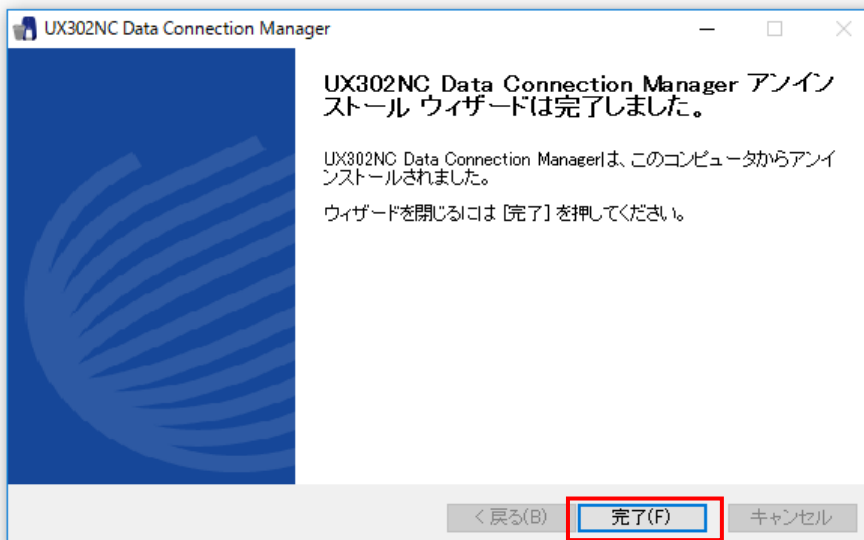 UX302NC Data Connection Manager
UX302NC Data Connection Manager アンイン
ストール ウィザードは完了しました。
UX302NC Data Connection Managerは、このコンピュータからアンイ
ンストールされました。
ウィザードを閉じるには [完了] を押してください。
< 戻る(B)
完了(F)
キャンセル